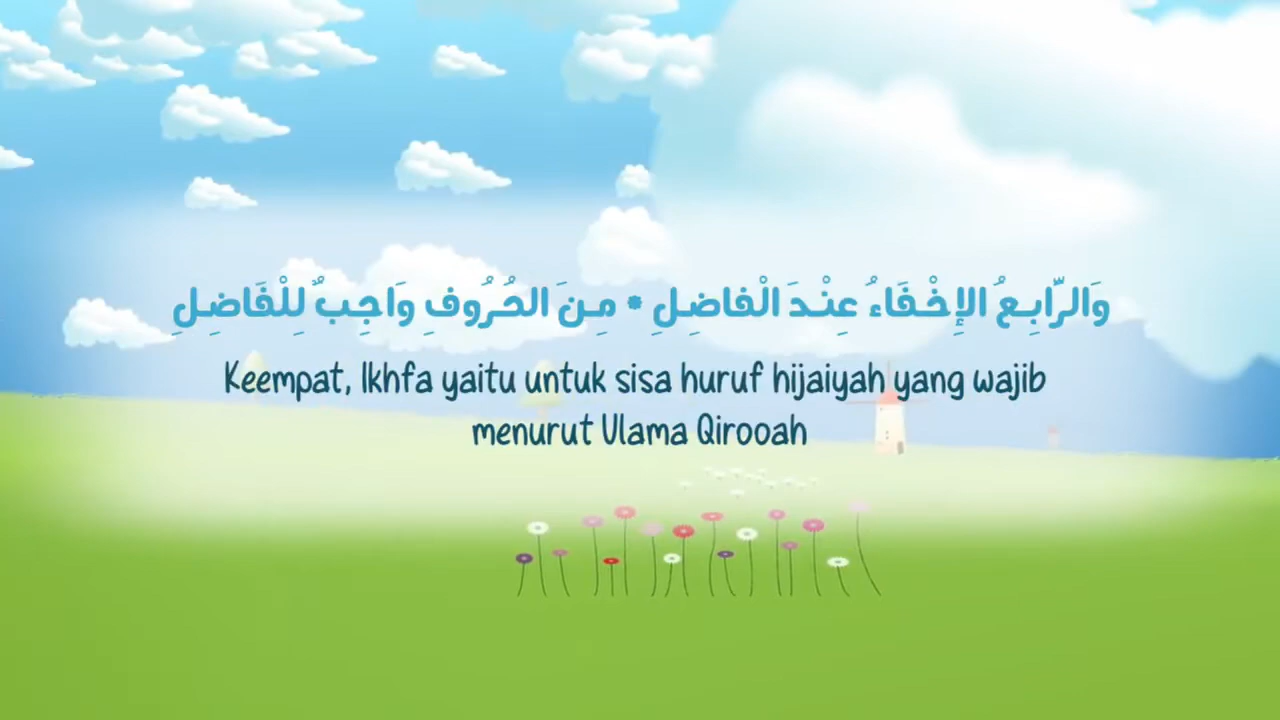 وَالرَّابِعُ الإِخْفَاءُ عِنْدَ الْفاضِلِ * مِنَ الحُرُوفِ وَاجِبٌ لِلْفَاضِلِ
Keempat, Ikhfa yaitu untuk sisa huruf hijaiyah yang wajib
menurut Ulama Qirooah